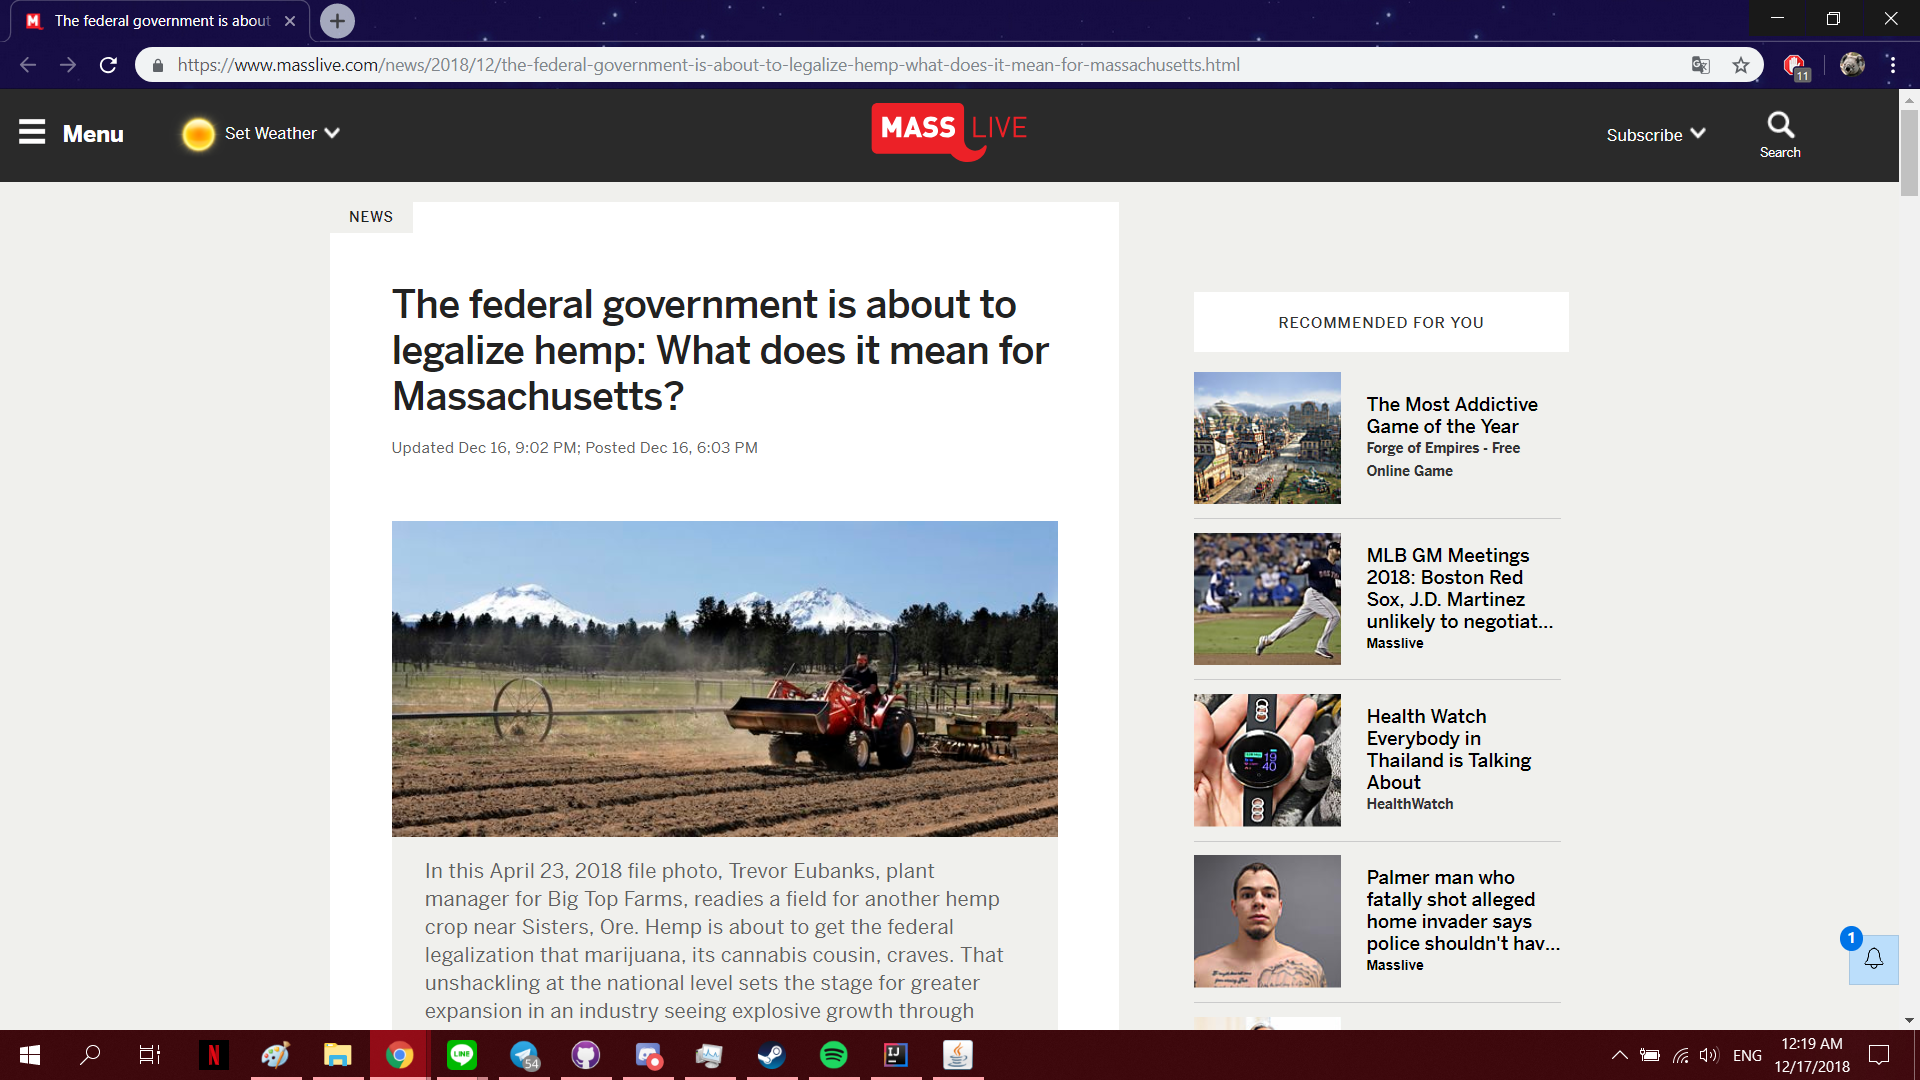 The federal government is about
https://www.masslive.com/news/2018/12/the-federal-government-is-about-to-legalize-hemp-what-does-it-mean-for-massachusetts.html
11
Menu
Set Weather
MASS LIVE
Subscribe
Search
NEWS
The federal government is about to
legalize hemp: What does it mean for
Massachusetts?
Updated Dec 16, 9:02 PM; Posted Dec 16, 6:03 PM
In this April 23, 2018 file photo, Trevor Eubanks, plant
manager for Big Top Farms, readies a field for another hemp
crop near Sisters, Ore. Hemp is about to get the federal
legalization that marijuana, its cannabis cousin, craves. That
unshackling at the national level sets the stage for greater
expansion in an industry seeing explosive growth through
RECOMMENDED FOR YOU
The Most Addictive
Game of the Year
Forge of Empires - Free
Online Game
MLB GM Meetings
2018: Boston Red
Sox, J.D. Martinez
unlikely to negotiat...
Masslive
19
40
Health Watch
Everybody in
Thailand is Talking
About
HealthWatch
Palmer man who
fatally shot alleged
home invader says
police shouldn't hav...
Masslive
1
N
LINE
54
IJ
ENG
12:19 AM
12/17/2018